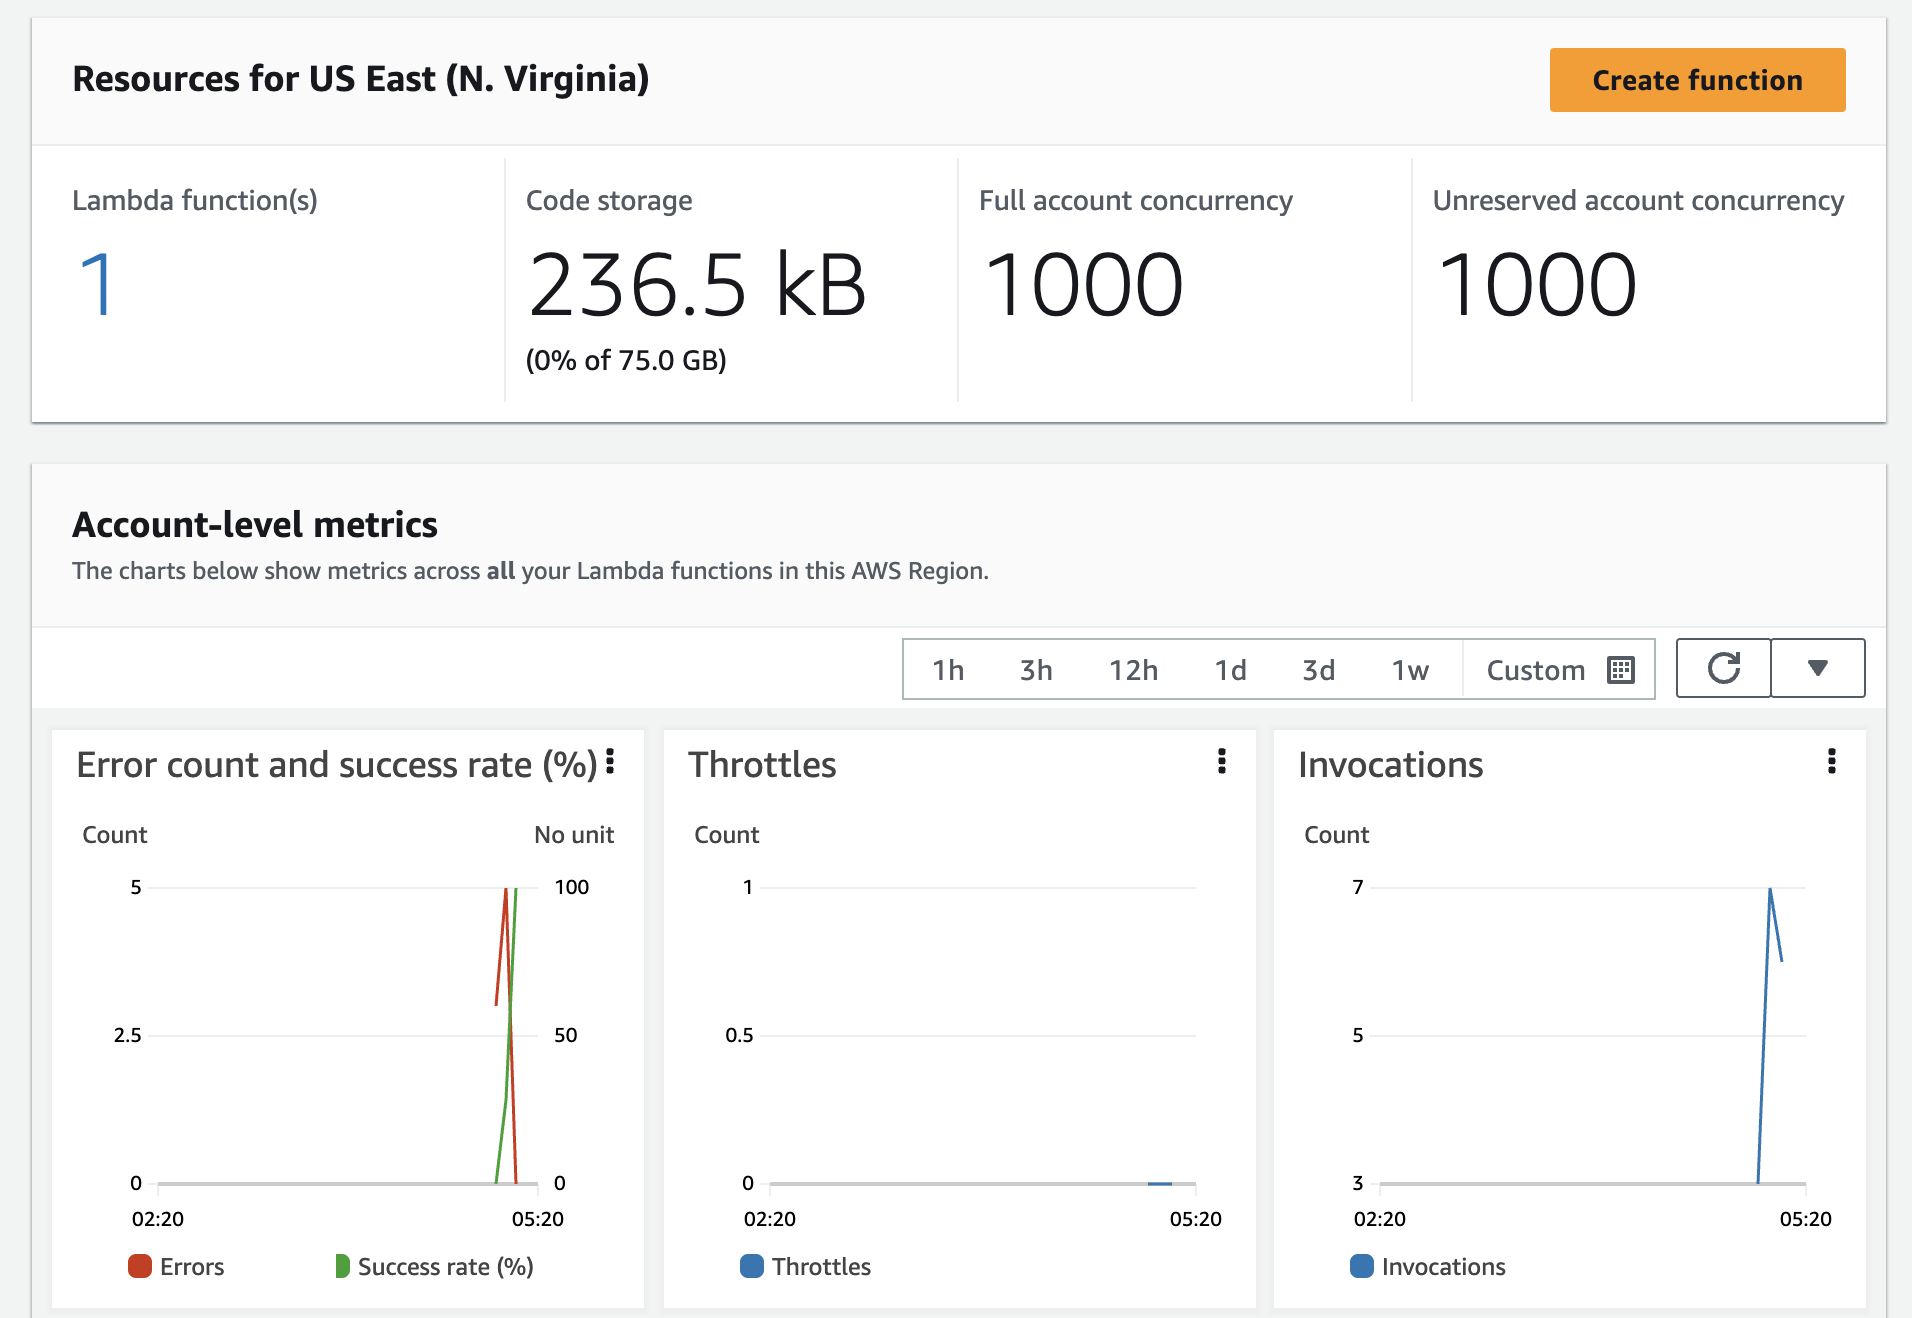 Resources for US East (N. Virginia)
Create function
Lambda function(s)
1
Code storage
236.5 kB
(0% of 75.0 GB)
Full account concurrency
1000
Unreserved account concurrency
1000
Account-level metrics
The charts below show metrics across all your Lambda functions in this AWS Region.
1h 3h 12h 1d 3d 1w Custom
Error count and success rate (%)
Count No unit
5 100
2.5 50
0 0
02:20 05:20
Errors Success rate (%)
Throttles
Count
1
0.5
0
02:20 05:20
Throttles
Invocations
Count
7
5
3
02:20 05:20
Invocations